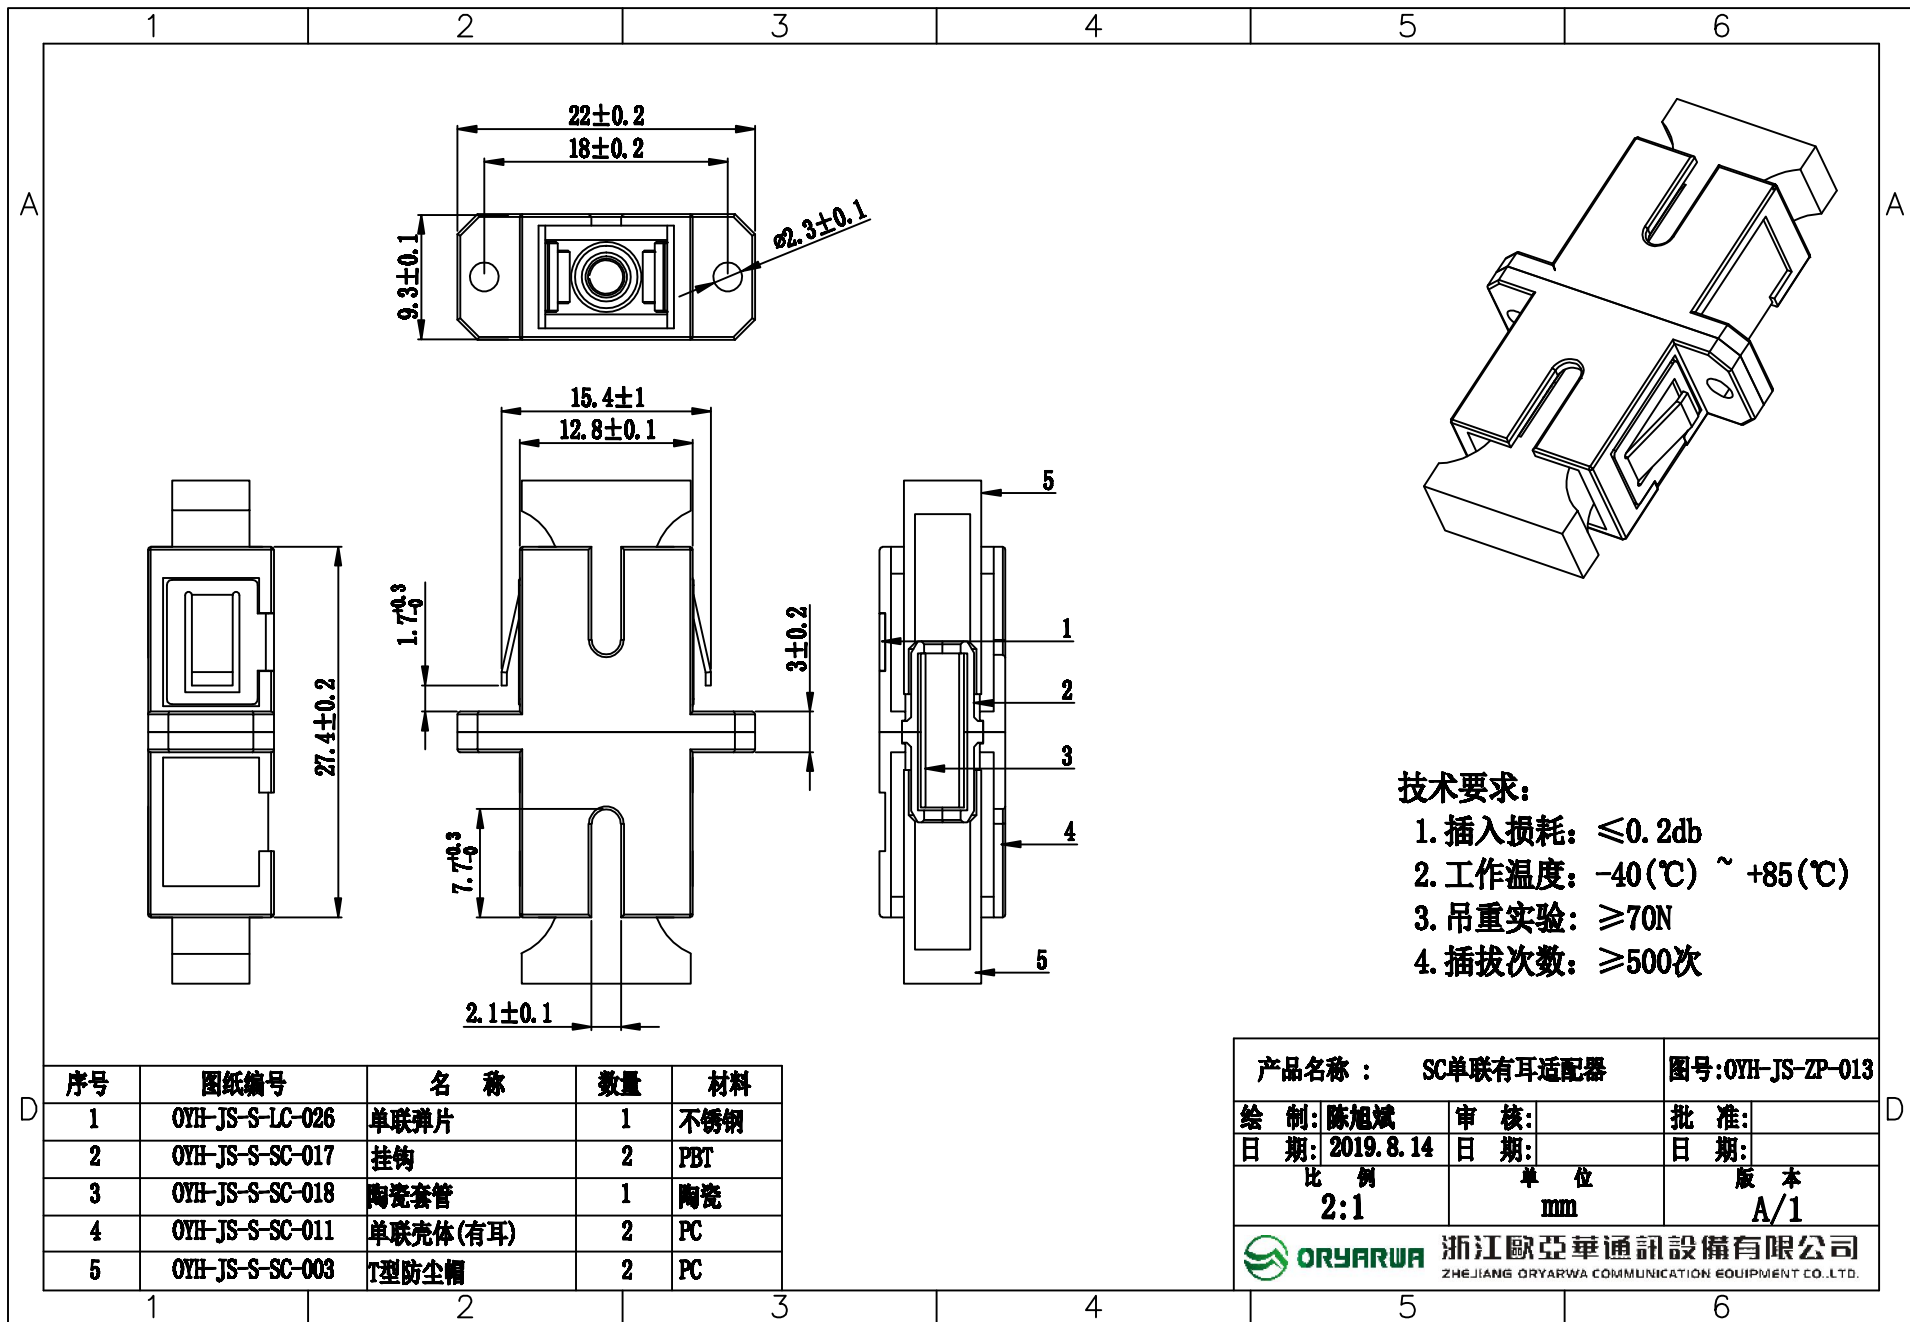 1 2 3 4 5 6
A A
22±0.2
18±0.2
⌀2.3±0.1
9.3±0.1
15.4±1
12.8±0.1
5
1.7+0.3-0
3±0.2
1
27.4±0.2
2
3
7.7+0.3-0
4
5
2.1±0.1
技术要求:
1.插入损耗: ≤0.2db
2.工作温度: -40(℃) ~ +85(℃)
3.吊重实验: ≥70N
4.插拔次数: ≥500次
D D
序号 图纸编号 名 称 数量 材料
1 OYH-JS-S-LC-026 单联弹片 1 不锈钢
2 OYH-JS-S-SC-017 挂钩 2 PBT
3 OYH-JS-S-SC-018 陶瓷套管 1 陶瓷
4 OYH-JS-S-SC-011 单联壳体(有耳) 2 PC
5 OYH-JS-S-SC-003 T型防尘帽 2 PC
产品名称 : SC单联有耳适配器 图号:OYH-JS-ZP-013
绘 制: 陈旭斌 审 核: 批 准:
日 期: 2019.8.14 日 期: 日 期:
比 例 单 位 版 本
2:1 mm A/1
ORYARWA 浙江歐亞華通訊設備有限公司
ZHEJIANG ORYARWA COMMUNICATION EQUIPMENT CO.,LTD.
1 2 3 4 5 6